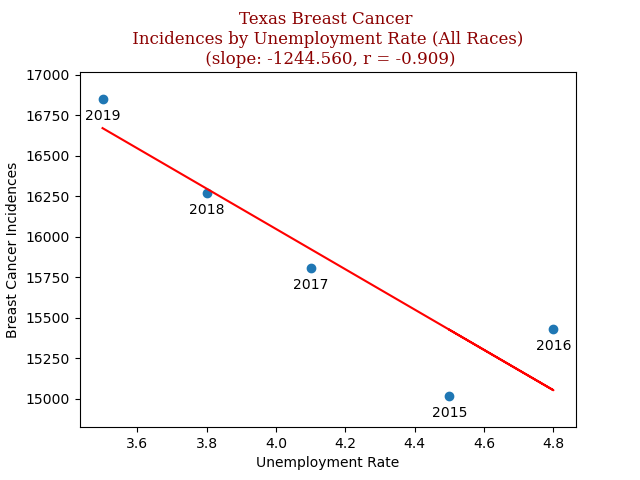 Texas Breast Cancer
Incidences by Unemployment Rate (All Races)
(slope: -1244.560, r = -0.909)
17000
16750
16500
16250
16000
15750
15500
15250
15000
Breast Cancer Incidences
2019
2018
2017
2016
2015
3.6 3.8 4.0 4.2 4.4 4.6 4.8
Unemployment Rate